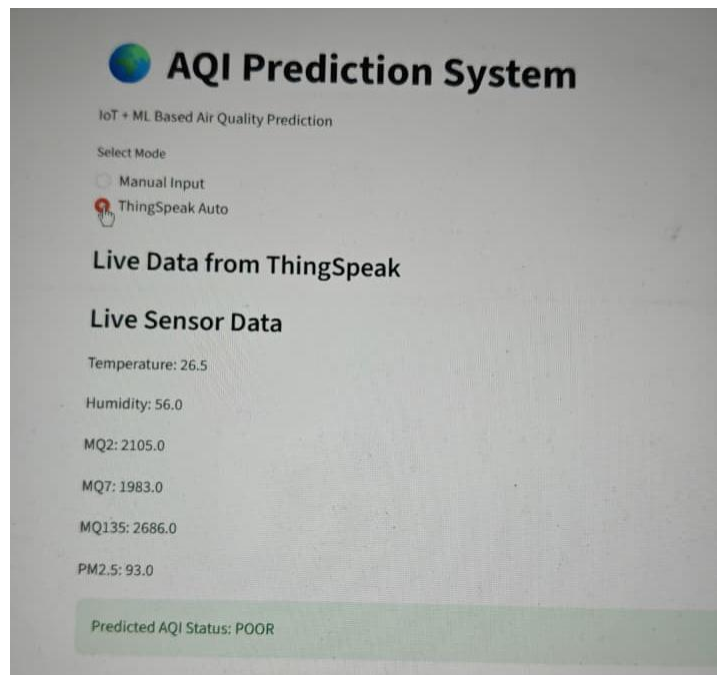 AQI Prediction System
IoT + ML Based Air Quality Prediction
Select Mode
Manual Input
ThingSpeak Auto
Live Data from ThingSpeak
Live Sensor Data
Temperature: 26.5
Humidity: 56.0
MQ2: 2105.0
MQ7: 1983.0
MQ135: 2686.0
PM2.5: 93.0
Predicted AQI Status: POOR